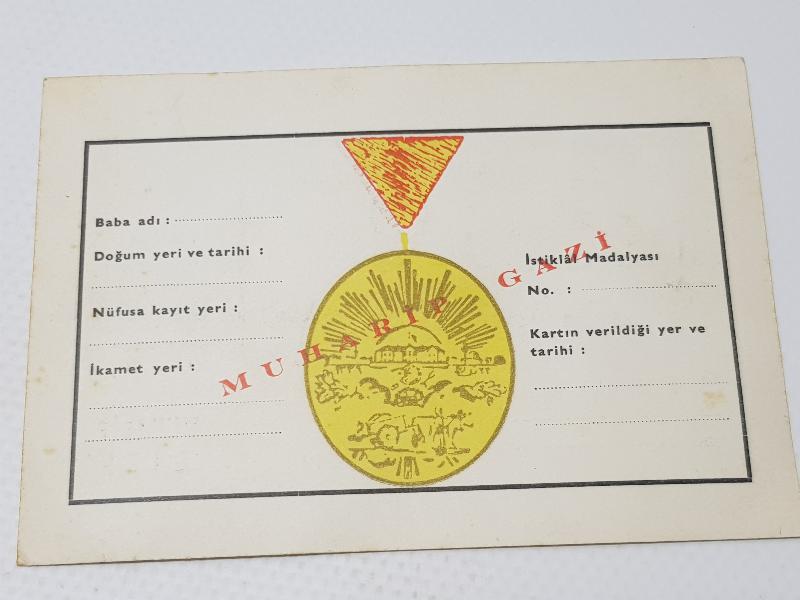 Baba adı :
Doğum yeri ve tarihi :
Nüfusa kayıt yeri :
İkamet yeri :
MUHARİP GAZİ
İstiklâl Madalyası
No. :
Kartın verildiği yer ve
tarihi :